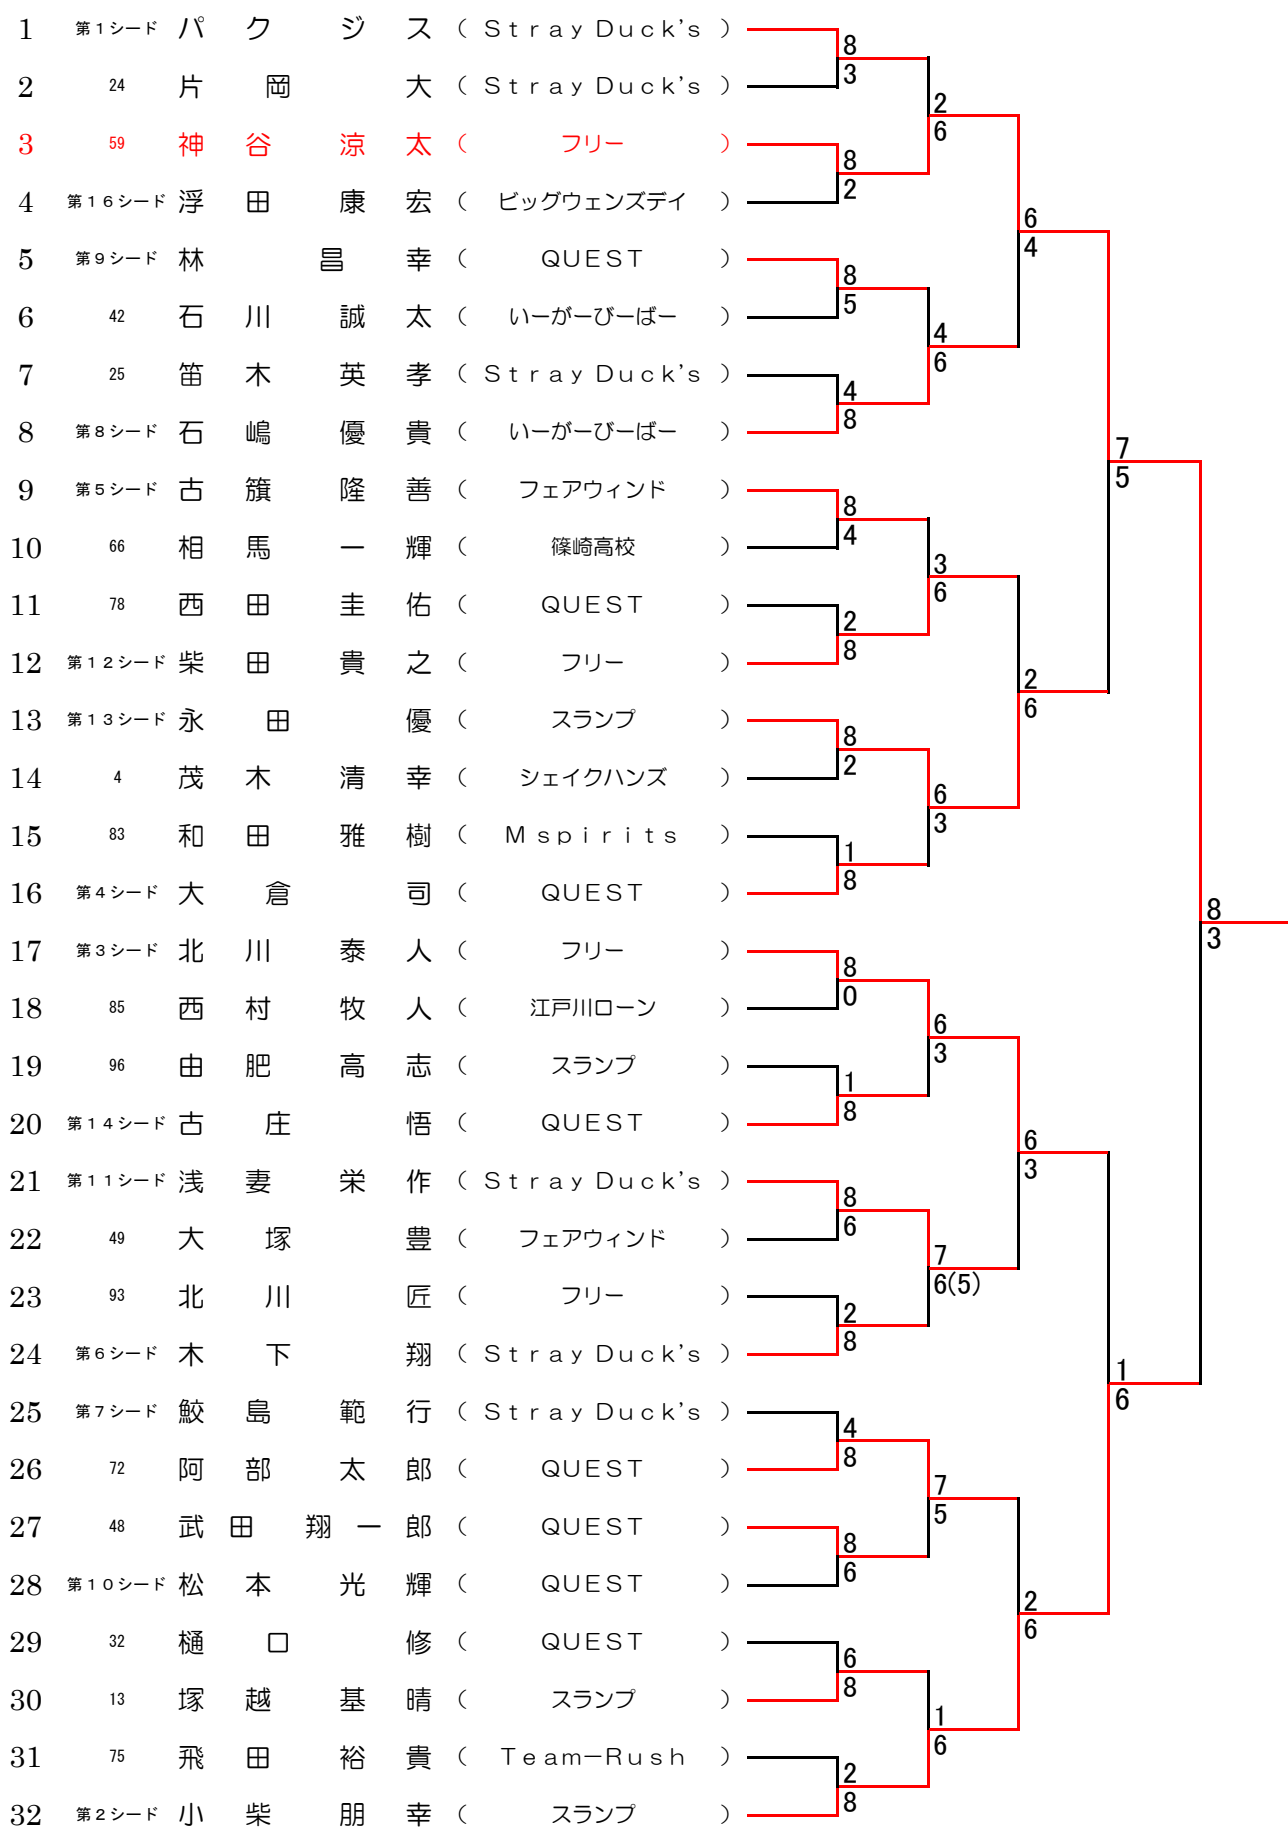 1 第1シード パクジス ( Stray Duck's ) 8
2 24 片岡 大 ( Stray Duck's ) 3
2
6
3 59 神谷 涼太 ( フリー ) 8
4 第16シード 浮田 康宏 ( ビッグウェンズデイ ) 2
6
4
5 第9シード 林 昌幸 ( QUEST ) 8
6 42 石川 誠太 ( いーがーびーばー ) 5
4
6
7 25 笛木 英孝 ( Stray Duck's ) 4
8 第8シード 石嶋 優貴 ( いーがーびーばー ) 8
7
5
9 第5シード 古籏 隆善 ( フェアウィンド ) 8
10 66 相馬 一輝 ( 篠崎高校 ) 4
3
6
11 78 西田 圭佑 ( QUEST ) 2
12 第12シード 柴田 貴之 ( フリー ) 8
2
6
13 第13シード 永田 優 ( スランプ ) 8
14 4 茂木 清幸 ( シェイクハンズ ) 2
6
3
15 83 和田 雅樹 ( Mspirits ) 1
16 第4シード 大倉 司 ( QUEST ) 8
8
3
17 第3シード 北川 泰人 ( フリー ) 8
18 85 西村 牧人 ( 江戸川ローン ) 0
6
3
19 96 由肥 高志 ( スランプ ) 1
20 第14シード 古庄 悟 ( QUEST ) 8
6
3
21 第11シード 浅妻 栄作 ( Stray Duck's ) 8
22 49 大塚 豊 ( フェアウィンド ) 6
7
6(5)
23 93 北川 匠 ( フリー ) 2
24 第6シード 木下 翔 ( Stray Duck's ) 8
1
6
25 第7シード 鮫島 範行 ( Stray Duck's ) 4
26 72 阿部 太郎 ( QUEST ) 8
7
5
27 48 武田 翔一郎 ( QUEST ) 8
28 第10シード 松本 光輝 ( QUEST ) 6
2
6
29 32 樋口 修 ( QUEST ) 6
30 13 塚越 基晴 ( スランプ ) 8
1
6
31 75 飛田 裕貴 ( Team-Rush ) 2
32 第2シード 小柴 朋幸 ( スランプ ) 8